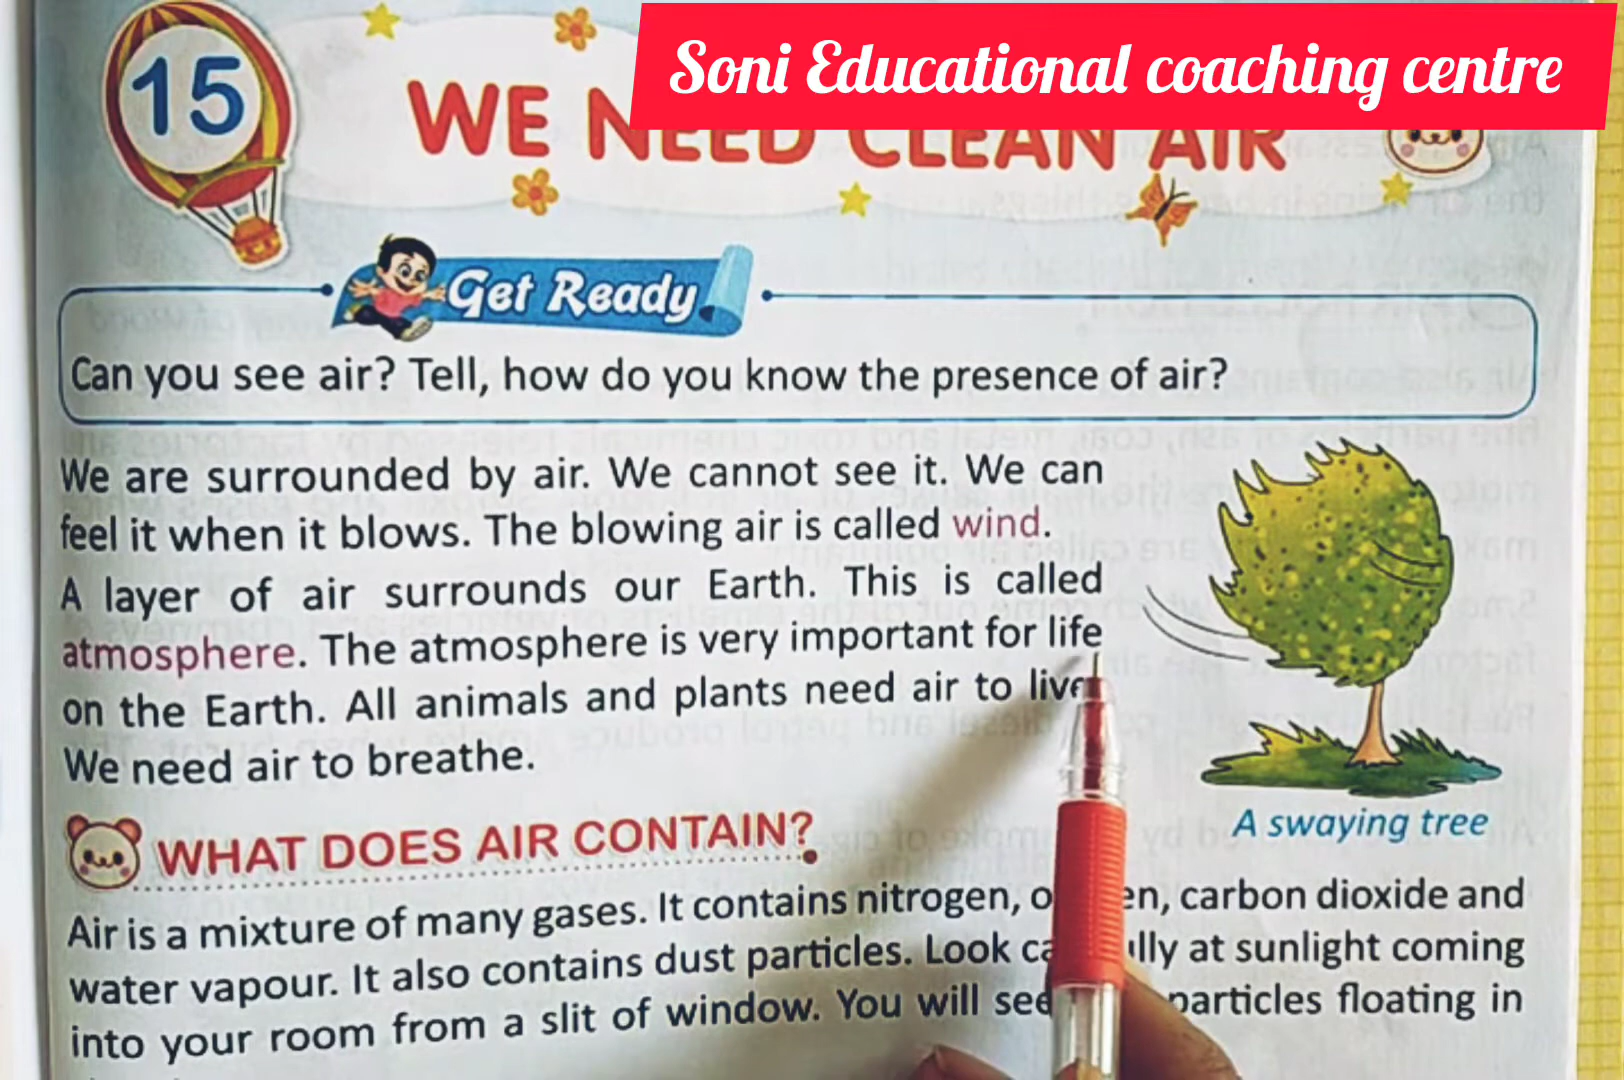 Soni Educational coaching centre
15
WE NEED CLEAN AIR
Get Ready
Can you see air? Tell, how do you know the presence of air?
We are surrounded by air. We cannot see it. We can
feel it when it blows. The blowing air is called wind.
A layer of air surrounds our Earth. This is called
atmosphere. The atmosphere is very important for life
on the Earth. All animals and plants need air to live
We need air to breathe.
A swaying tree
WHAT DOES AIR CONTAIN?
Air is a mixture of many gases. It contains nitrogen, carbon dioxide and
water vapour. It also contains dust particles. Look at sunlight coming
into your room from a slit of window. You will see particles floating in